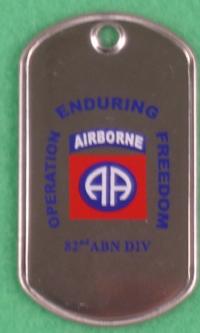 OPERATION ENDURING FREEDOM
AIRBORNE
AA
82nd ABN DIV